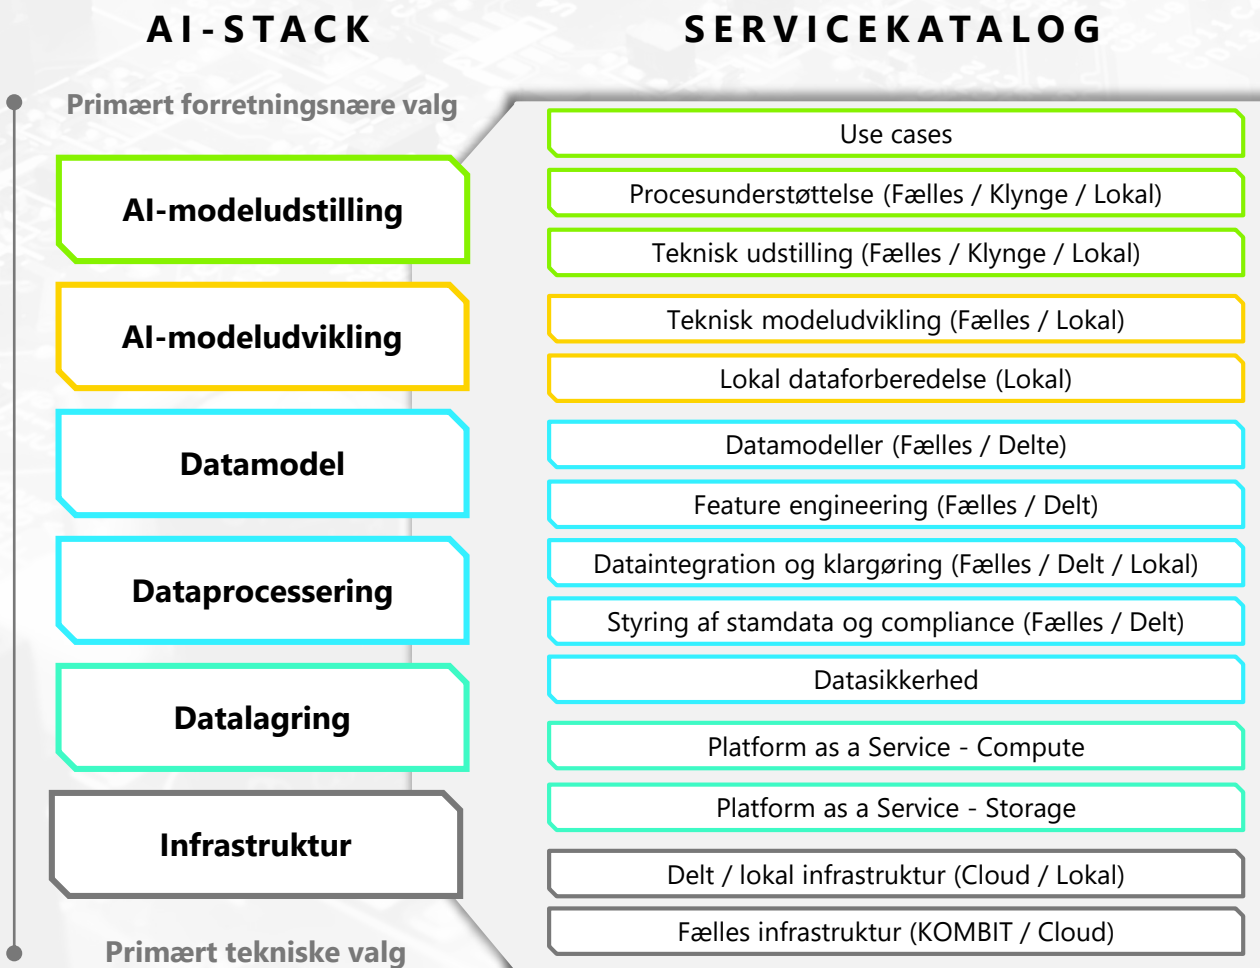 AI-STACK
Primært forretningsnære valg
AI-modeludstilling
AI-modeludvikling
Datamodel
Dataprocessering
Datalagring
Infrastruktur
Primært tekniske valg
SERVICEKATALOG
Use cases
Procesunderstøttelse (Fælles / Klynge / Lokal)
Teknisk udstilling (Fælles / Klynge / Lokal)
Teknisk modeludvikling (Fælles / Lokal)
Lokal dataforberedelse (Lokal)
Datamodeller (Fælles / Delte)
Feature engineering (Fælles / Delt)
Dataintegration og klargøring (Fælles / Delt / Lokal)
Styring af stamdata og compliance (Fælles / Delt)
Datasikkerhed
Platform as a Service - Compute
Platform as a Service - Storage
Delt / lokal infrastruktur (Cloud / Lokal)
Fælles infrastruktur (KOMBIT / Cloud)